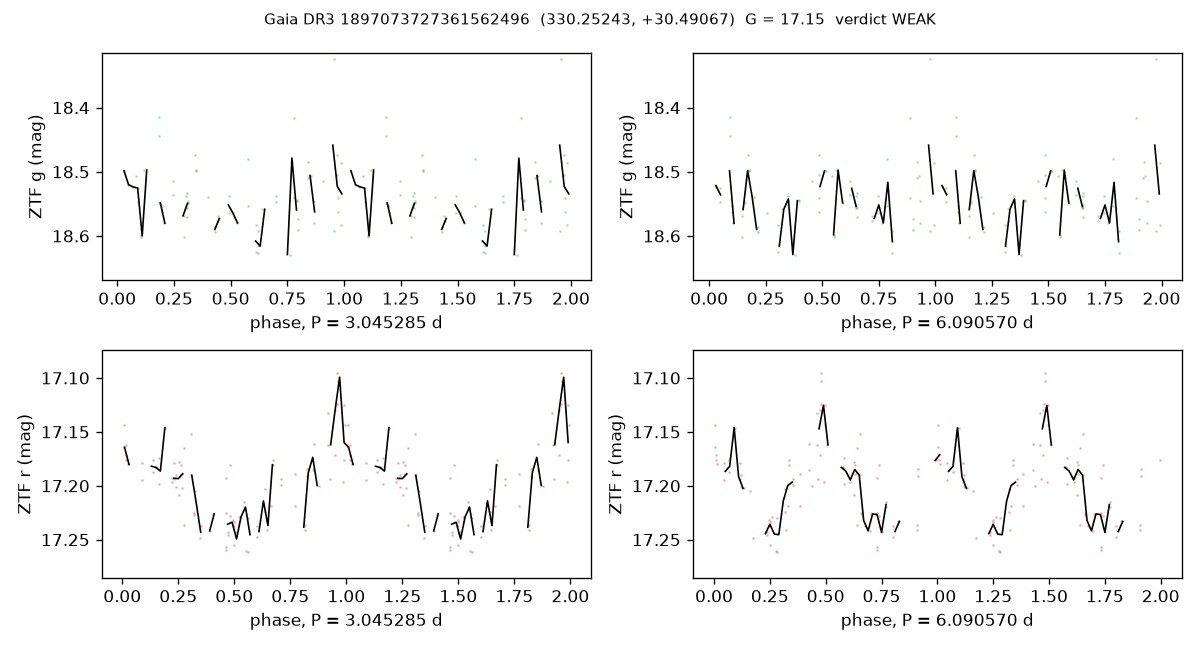 Gaia DR3 1897073727361562496 (330.25243, +30.49067) G = 17.15 verdict WEAK
ZTF g (mag)
18.4
18.5
18.6
0.00 0.25 0.50 0.75 1.00 1.25 1.50 1.75 2.00
phase, P = 3.045285 d
ZTF g (mag)
18.4
18.5
18.6
0.00 0.25 0.50 0.75 1.00 1.25 1.50 1.75 2.00
phase, P = 6.090570 d
ZTF r (mag)
17.10
17.15
17.20
17.25
0.00 0.25 0.50 0.75 1.00 1.25 1.50 1.75 2.00
phase, P = 3.045285 d
ZTF r (mag)
17.10
17.15
17.20
17.25
0.00 0.25 0.50 0.75 1.00 1.25 1.50 1.75 2.00
phase, P = 6.090570 d